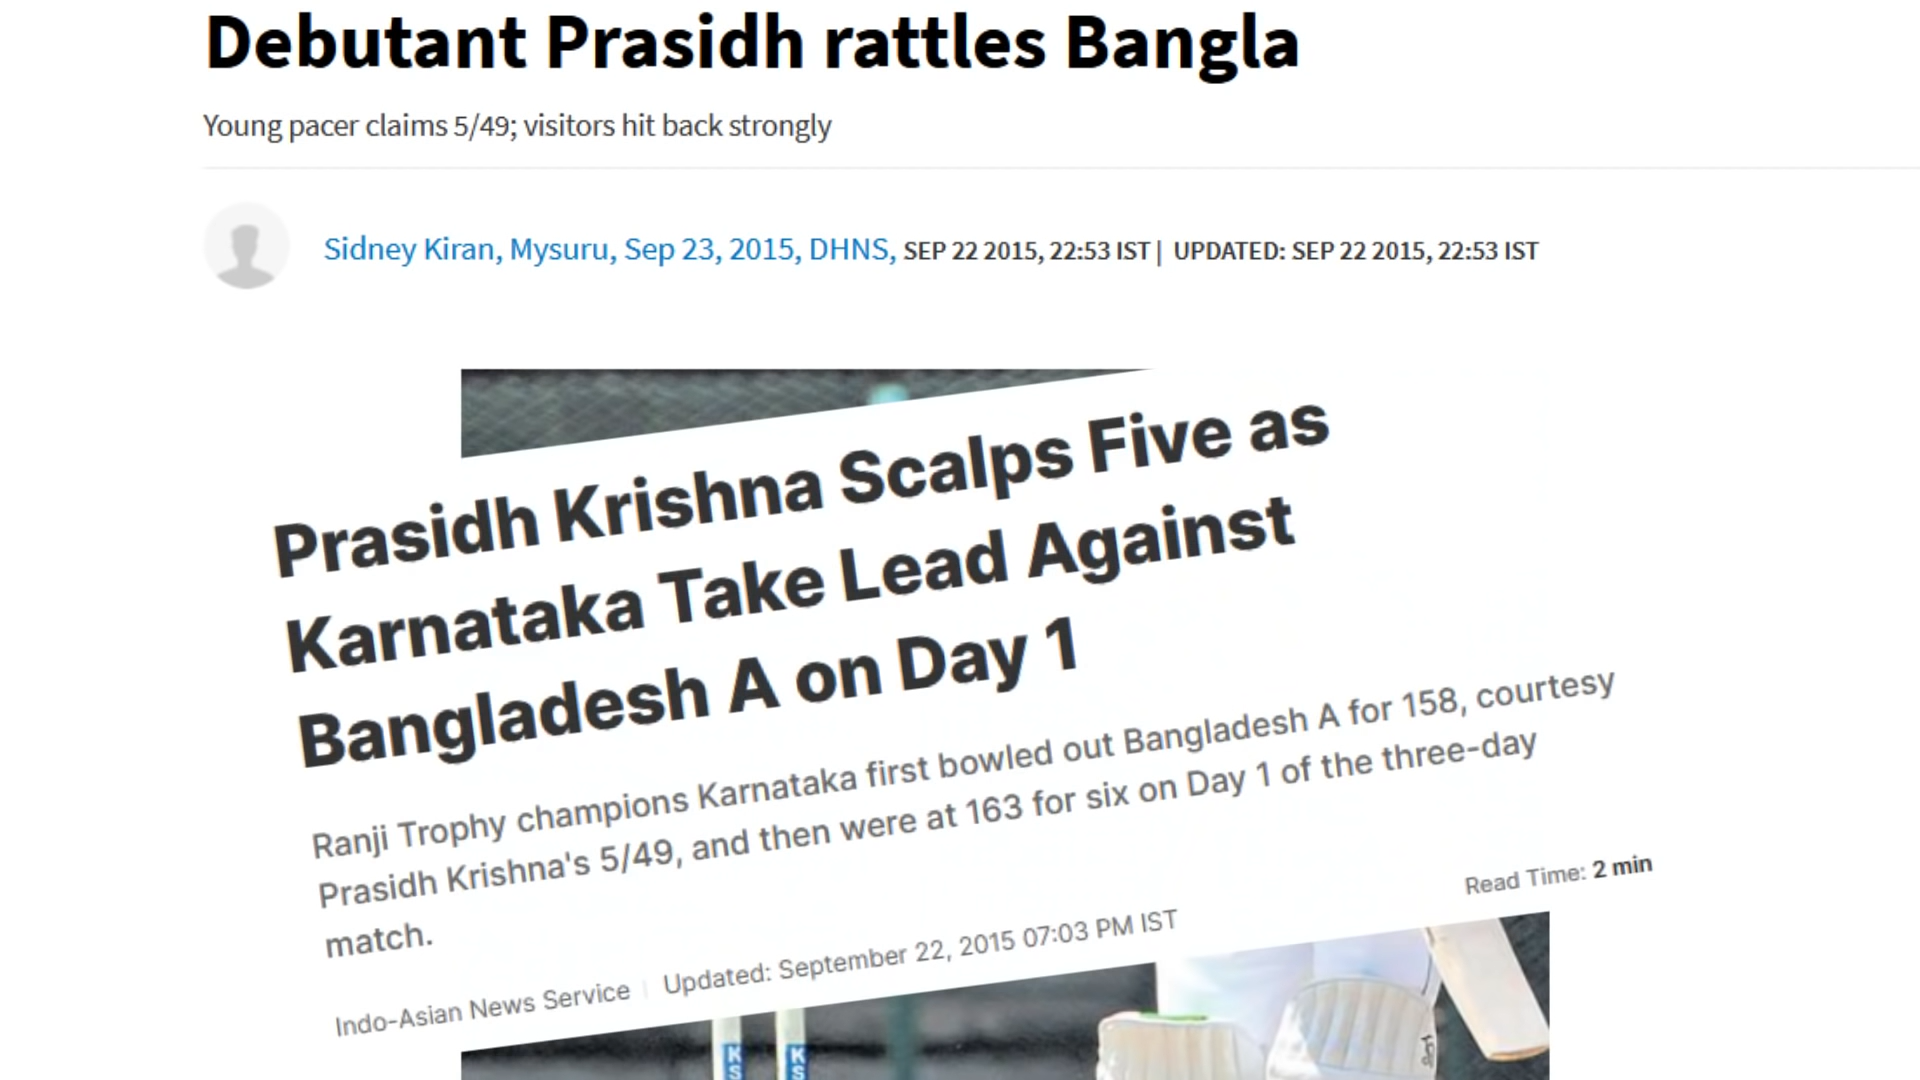 Debutant Prasidh rattles Bangla
Young pacer claims 5/49; visitors hit back strongly
Sidney Kiran, Mysuru, Sep 23, 2015, DHNS, SEP 22 2015, 22:53 IST | UPDATED: SEP 22 2015, 22:53 IST
Prasidh Krishna Scalps Five as
Karnataka Take Lead Against
Bangladesh A on Day 1
Ranji Trophy champions Karnataka first bowled out Bangladesh A for 158, courtesy
Prasidh Krishna's 5/49, and then were at 163 for six on Day 1 of the three-day
match.
Indo-Asian News Service | Updated: September 22, 2015 07:03 PM IST
Read Time: 2 min
KS KS